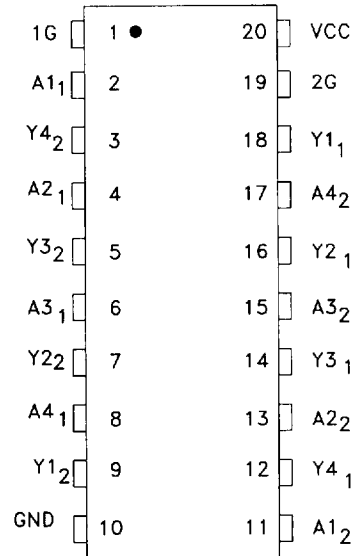 1G 1 20 VCC
A1₁ 2 19 2G
Y4₂ 3 18 Y1₁
A2₁ 4 17 A4₂
Y3₂ 5 16 Y2₁
A3₁ 6 15 A3₂
Y2₂ 7 14 Y3₁
A4₁ 8 13 A2₂
Y1₂ 9 12 Y4₁
GND 10 11 A1₂